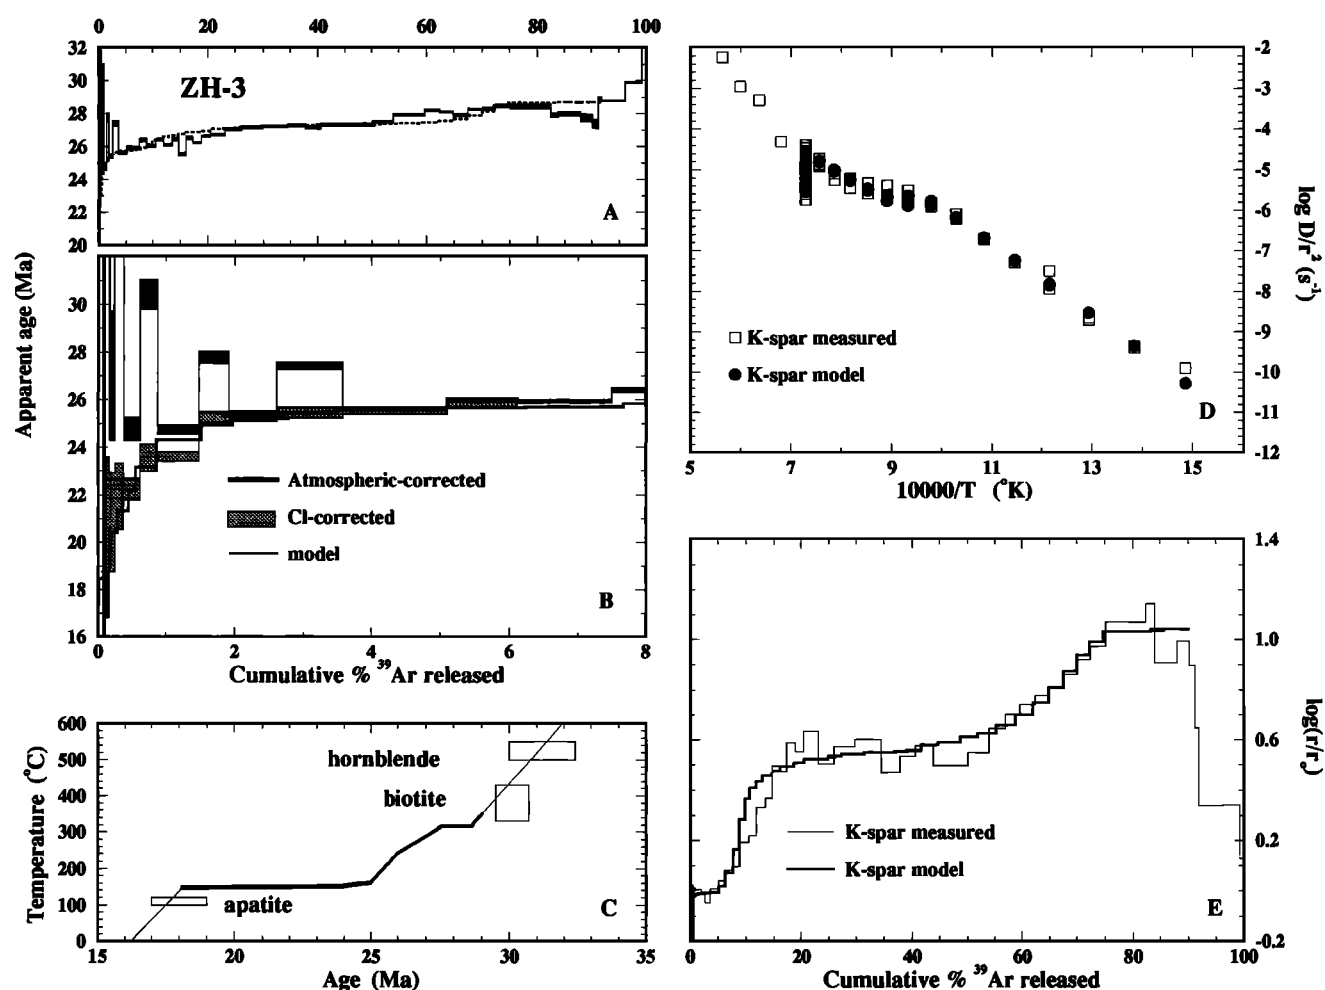 0 20 40 60 80 100
32
30
28
26
24
22
20
ZH-3
A
Apparent age (Ma)
30
28
26
24
22
20
18
16
Atmospheric-corrected
Cl-corrected
model
B
0 2 4 6 8
Cumulative % ³⁹Ar released
Temperature (°C)
600
500
400
300
200
100
0
hornblende
biotite
apatite
C
15 20 25 30 35
Age (Ma)
-2
-3
-4
-5
-6
-7
-8
-9
-10
-11
-12
log D/r² (s⁻¹)
K-spar measured
K-spar model
D
5 7 9 11 13 15
10000/T (°K)
1.4
1.0
0.6
0.2
-0.2
log(r/rₒ)
K-spar measured
K-spar model
E
0 20 40 60 80 100
Cumulative % ³⁹Ar released